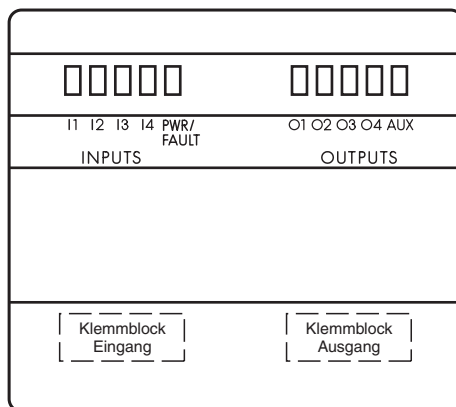 I1 I2 I3 I4 PWR/
FAULT
INPUTS
O1 O2 O3 O4 AUX
OUTPUTS
Klemmblock
Eingang
Klemmblock
Ausgang